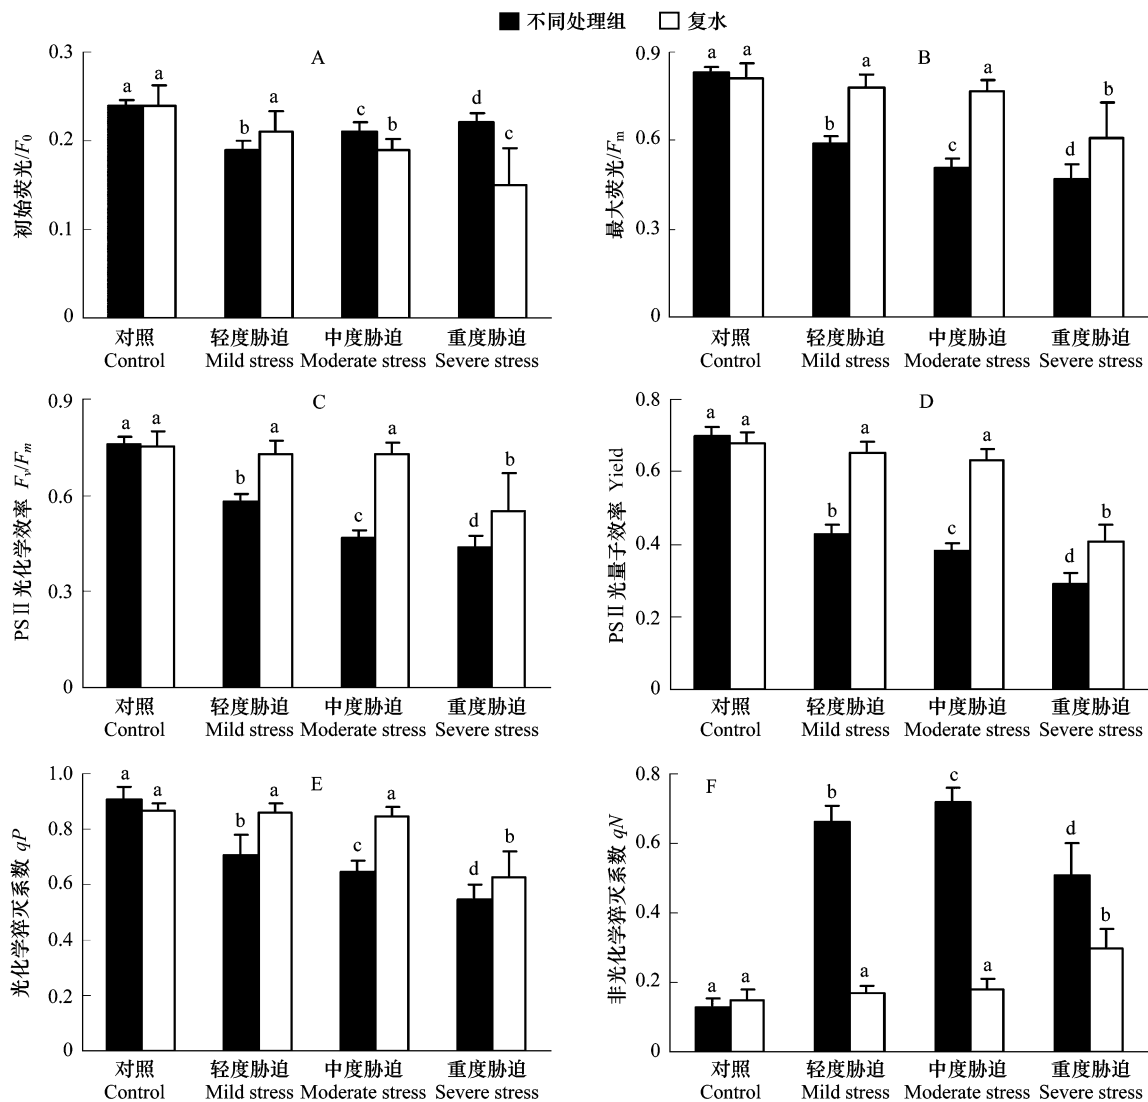 不同处理组 复水
A
0.3
0.2
0.1
0
初始荧光/F0
a a b a c b d c
对照 轻度胁迫 中度胁迫 重度胁迫
Control Mild stress Moderate stress Severe stress
B
0.9
0.6
0.3
0
最大荧光/Fm
a a b a c a d b
对照 轻度胁迫 中度胁迫 重度胁迫
Control Mild stress Moderate stress Severe stress
C
0.9
0.6
0.3
0
PSⅡ光化学效率 Fv/Fm
a a b a c a d b
对照 轻度胁迫 中度胁迫 重度胁迫
Control Mild stress Moderate stress Severe stress
D
0.8
0.6
0.4
0.2
0
PSⅡ光量子效率 Yield
a a b a c a d b
对照 轻度胁迫 中度胁迫 重度胁迫
Control Mild stress Moderate stress Severe stress
E
1.0
0.8
0.6
0.4
0.2
0
光化学猝灭系数 qP
a a b a c a d b
对照 轻度胁迫 中度胁迫 重度胁迫
Control Mild stress Moderate stress Severe stress
F
0.8
0.6
0.4
0.2
0
非光化学猝灭系数 qN
a a b a c a d b
对照 轻度胁迫 中度胁迫 重度胁迫
Control Mild stress Moderate stress Severe stress